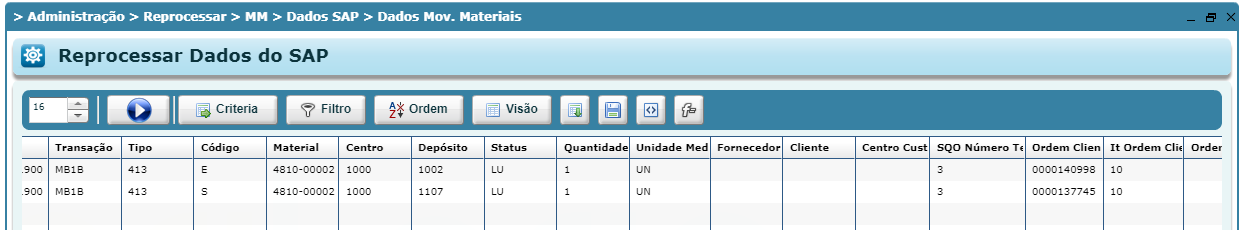 > Administração > Reprocessar > MM > Dados SAP > Dados Mov. Materiais
Reprocessar Dados do SAP
16 Criteria Filtro Ordem Visão
Transação Tipo Código Material Centro Depósito Status Quantidade Unidade Med Fornecedor Cliente Centro Cust SQO Número Te Ordem Clien It Ordem Clie Order
.900 MB1B 413 E 4810-00002 1000 1002 LU 1 UN 3 0000140998 10
.900 MB1B 413 S 4810-00002 1000 1107 LU 1 UN 3 0000137745 10